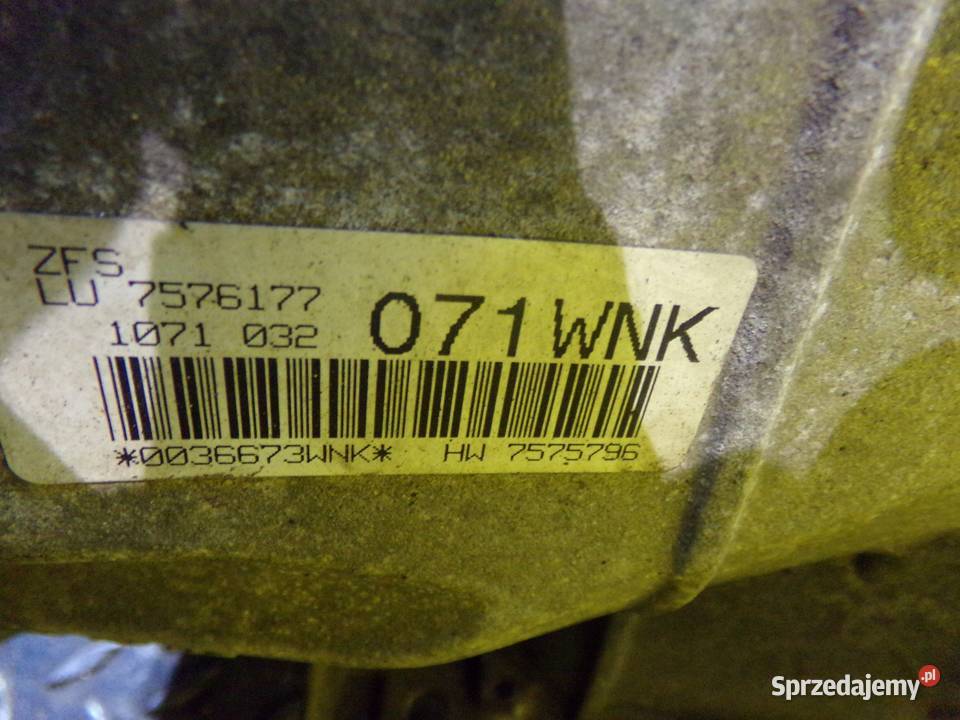 ZFS
LU 7576177
1071 032 071WNK
*0036673WNK* HW 7575796
Sprzedajemy.pl